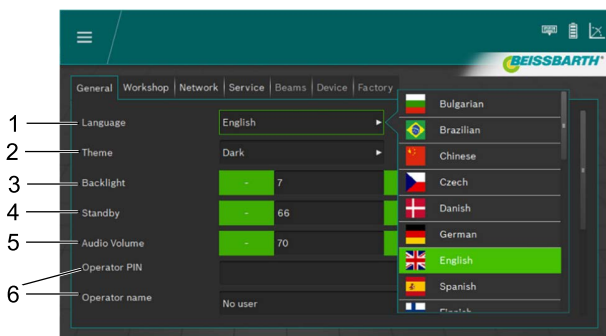 BEISSBARTH
General Workshop Network Service Beams Device Factory
1 Language English
2 Theme Dark
3 Backlight - 7
4 Standby - 66
5 Audio Volume - 70
Operator PIN
6
Operator name No user
Bulgarian
Brazilian
Chinese
Czech
Danish
German
English
Spanish
Finnish